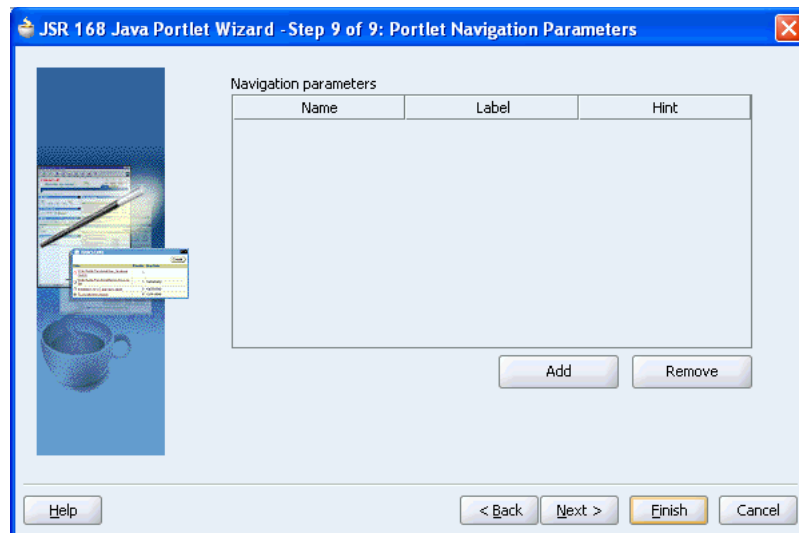 JSR 168 Java Portlet Wizard - Step 9 of 9: Portlet Navigation Parameters
Navigation parameters
Name Label Hint
Add Remove
Help < Back Next > Finish Cancel